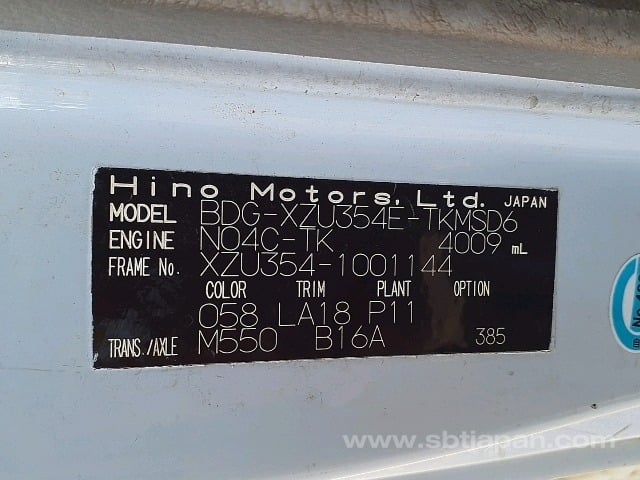 Hino Motors, Ltd. JAPAN
MODEL BDG-XZU354E-TKMSD6
ENGINE N04C-TK 4009 mL
FRAME No. XZU354-1001144
COLOR TRIM PLANT OPTION
058 LA18 P11
TRANS./AXLE M550 B16A 385
www.sbtjapan.com